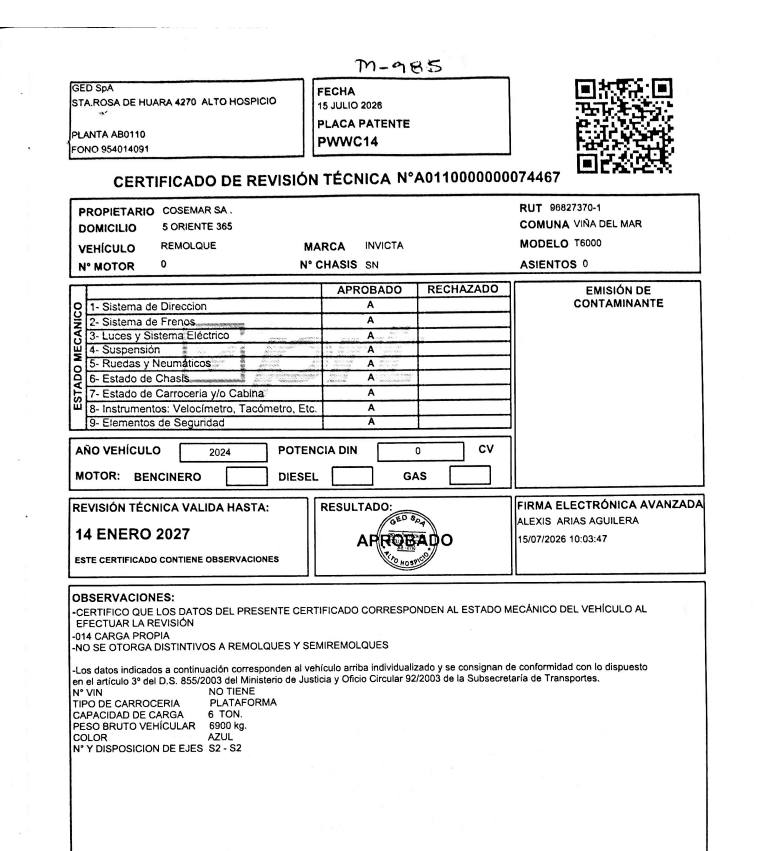 M-985
GED SpA
STA.ROSA DE HUARA 4270 ALTO HOSPICIO
PLANTA AB0110
FONO 954014091
FECHA
15 JULIO 2026
PLACA PATENTE
PWWC14
CERTIFICADO DE REVISIÓN TÉCNICA N°A0110000000074467
PROPIETARIO COSEMAR SA .
RUT 96827370-1
DOMICILIO 5 ORIENTE 365
COMUNA VIÑA DEL MAR
VEHÍCULO REMOLQUE MARCA INVICTA MODELO T6000
N° MOTOR 0 N° CHASIS SN ASIENTOS 0
ESTADO MECANICO
APROBADO RECHAZADO
1- Sistema de Direccion A
2- Sistema de Frenos A
3- Luces y Sistema Eléctrico A
4- Suspensión A
5- Ruedas y Neumáticos A
6- Estado de Chasis A
7- Estado de Carroceria y/o Cabina A
8- Instrumentos: Velocímetro, Tacómetro, Etc. A
9- Elementos de Seguridad A
EMISIÓN DE
CONTAMINANTE
AÑO VEHÍCULO 2024 POTENCIA DIN 0 CV
MOTOR: BENCINERO DIESEL GAS
REVISIÓN TÉCNICA VALIDA HASTA:
14 ENERO 2027
ESTE CERTIFICADO CONTIENE OBSERVACIONES
RESULTADO:
GED SpA
APROBADO
ALTO HOSPICIO
FIRMA ELECTRÓNICA AVANZADA
ALEXIS ARIAS AGUILERA
15/07/2026 10:03:47
OBSERVACIONES:
-CERTIFICO QUE LOS DATOS DEL PRESENTE CERTIFICADO CORRESPONDEN AL ESTADO MECÁNICO DEL VEHÍCULO AL
EFECTUAR LA REVISIÓN
-014 CARGA PROPIA
-NO SE OTORGA DISTINTIVOS A REMOLQUES Y SEMIREMOLQUES
-Los datos indicados a continuación corresponden al vehículo arriba individualizado y se consignan de conformidad con lo dispuesto
en el artículo 3º del D.S. 855/2003 del Ministerio de Justicia y Oficio Circular 92/2003 de la Subsecretaría de Transportes.
N° VIN NO TIENE
TIPO DE CARROCERIA PLATAFORMA
CAPACIDAD DE CARGA 6 TON.
PESO BRUTO VEHÍCULAR 6900 kg.
COLOR AZUL
N° Y DISPOSICION DE EJES S2 - S2